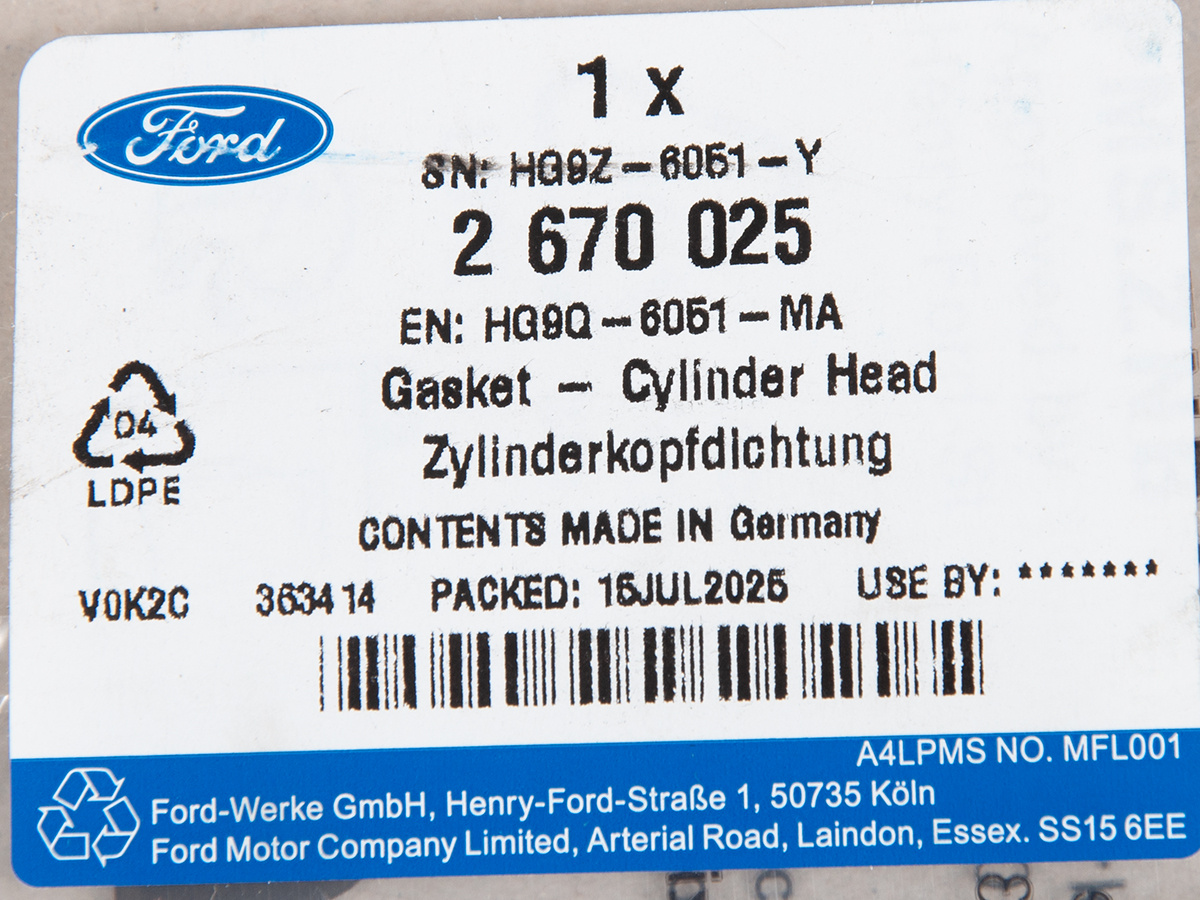 Ford
1 x
SN: HG9Z-6051-Y
2 670 025
EN: HG9Q-6051-MA
Gasket - Cylinder Head
Zylinderkopfdichtung
04
LDPE
CONTENTS MADE IN Germany
V0K2C 363414 PACKED: 15JUL2025 USE BY: *******
A4LPMS NO. MFL001
Ford-Werke GmbH, Henry-Ford-Straße 1, 50735 Köln
Ford Motor Company Limited, Arterial Road, Laindon, Essex. SS15 6EE